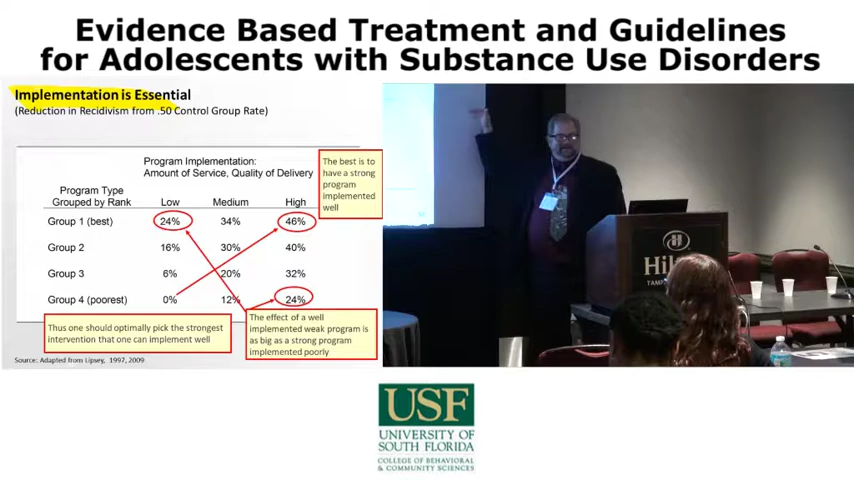 Evidence Based Treatment and Guidelines
for Adolescents with Substance Use Disorders
Implementation is Essential
(Reduction in Recidivism from .50 Control Group Rate)
Program Implementation:
Amount of Service, Quality of Delivery
Program Type
Grouped by Rank
Low Medium High
Group 1 (best) 24% 34% 46%
Group 2 16% 30% 40%
Group 3 6% 20% 32%
Group 4 (poorest) 0% 12% 24%
The best is to
have a strong
program
implemented
well
Thus one should optimally pick the strongest
intervention that one can implement well
The effect of a well
implemented weak program is
as big as a strong program
implemented poorly
Source: Adapted from Lipsey, 1997, 2009
Hil
TAMP
USF
UNIVERSITY OF
SOUTH FLORIDA
COLLEGE OF BEHAVIORAL
& COMMUNITY SCIENCES